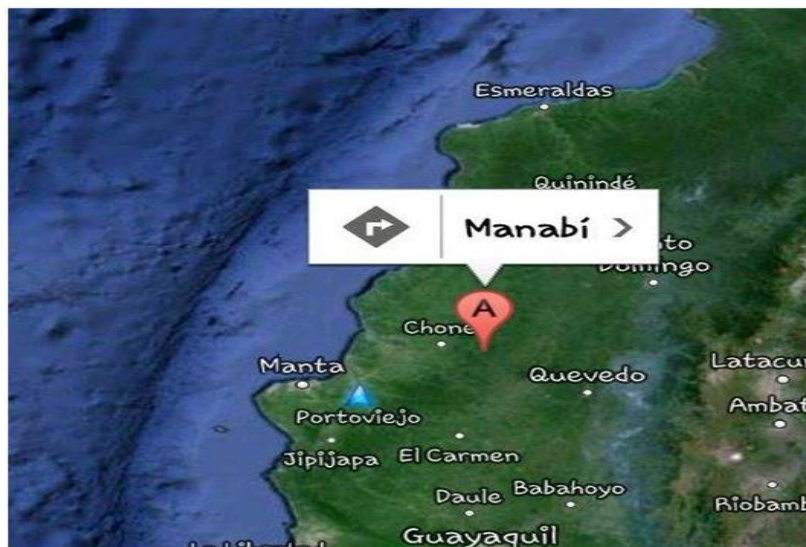 Esmeraldas
Quinindé
Manabí
Domingo
Chone
Manta
Quevedo
Portoviejo
Jipijapa
El Carmen
Daule
Babahoyo
Guayaquil